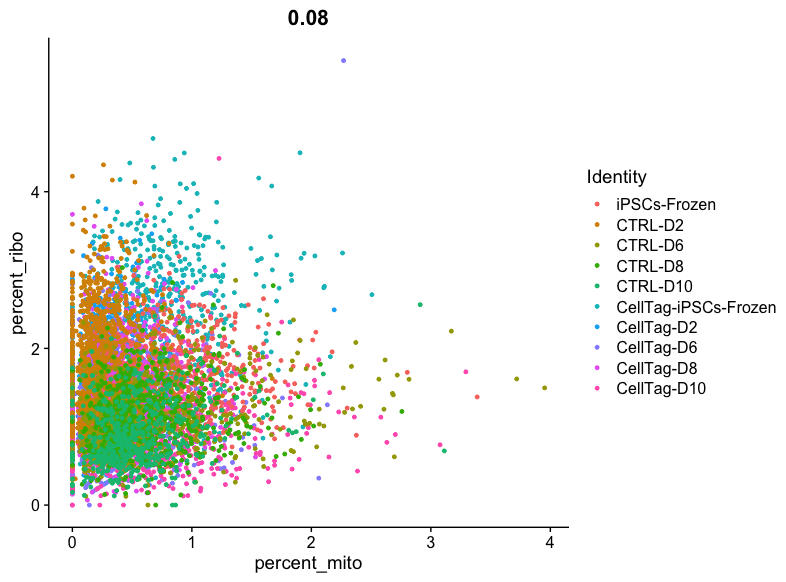 0.08
percent_ribo
4
2
0
0 1 2 3 4
percent_mito
Identity
iPSCs-Frozen
CTRL-D2
CTRL-D6
CTRL-D8
CTRL-D10
CellTag-iPSCs-Frozen
CellTag-D2
CellTag-D6
CellTag-D8
CellTag-D10